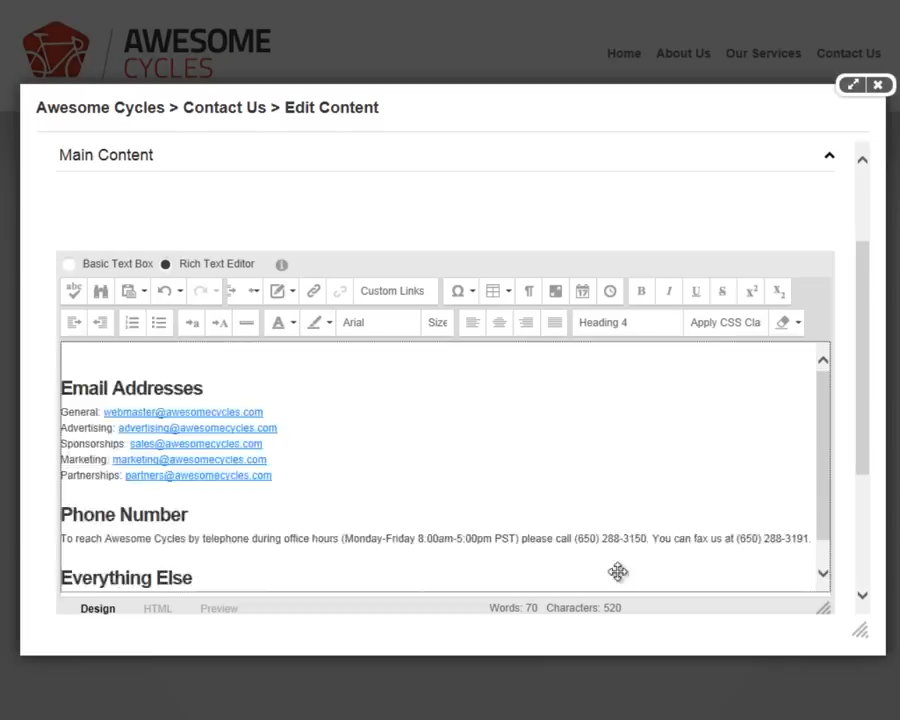 AWESOME
CYCLES
Home About Us Our Services Contact Us
Awesome Cycles > Contact Us > Edit Content
Main Content
Basic Text Box Rich Text Editor
abc Custom Links Ω ¶ 17 B I U S x² x₂
→a →A A Arial Size Heading 4 Apply CSS Cla
Email Addresses
General: webmaster@awesomecycles.com
Advertising: advertising@awesomecycles.com
Sponsorships: sales@awesomecycles.com
Marketing: marketing@awesomecycles.com
Partnerships: partners@awesomecycles.com
Phone Number
To reach Awesome Cycles by telephone during office hours (Monday-Friday 8:00am-5:00pm PST) please call (650) 288-3150. You can fax us at (650) 288-3191.
Everything Else
Design HTML Preview Words: 70 Characters: 520